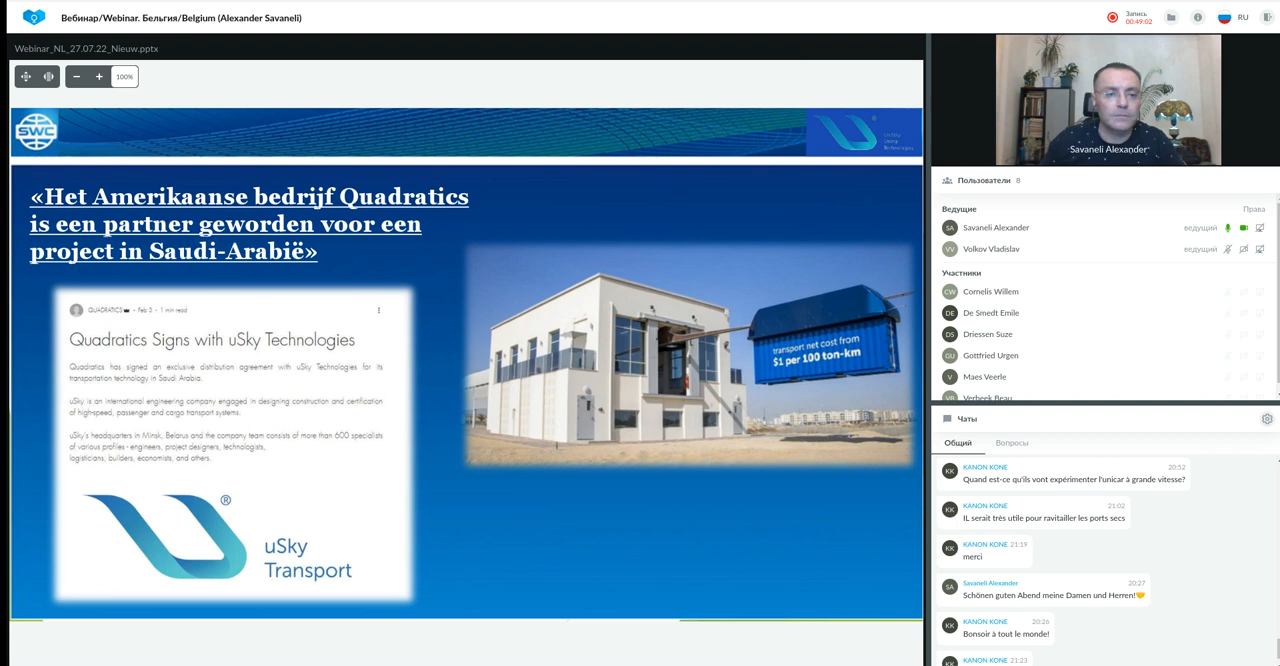 Вебинар/Webinar. Бельгия/Belgium (Alexander Savaneli)
Запись
00:49:02
RU
Webinar_NL_27.07.22_Nieuw.pptx
100%
SWC
«Het Amerikaanse bedrijf Quadratics
is een partner geworden voor een
project in Saudi-Arabië»
QUADRATICS • Feb 3 • 1 min read
Quadratics Signs with uSky Technologies
Quadratics has signed an exclusive distribution agreement with uSky Technologies for its
transportation technology in Saudi Arabia.
uSky is an international engineering company engaged in designing construction and certification
of high-speed, passenger and cargo transport systems.
uSky's headquarters in Minsk, Belarus and the company team consists of more than 600 specialists
of various profiles - engineers, project designers, technologists,
logisticians, builders, economists, and others.
®
uSky
Transport
transport net cost from
$1 per 100 ton-km
Savaneli Alexander
Пользователи 8
Ведущие
Права
SA Savaneli Alexander ведущий
VV Volkov Vladislav ведущий
Участники
CW Cornelis Willem
DE De Smedt Emile
DS Driessen Suze
GU Gottfried Urgen
V Maes Veerle
VB Verbeek Beau
Чаты
Общий Вопросы
KK KANON KONE 20:52
Quand est-ce qu'ils vont expérimenter l'unicar à grande vitesse?
KK KANON KONE 21:02
IL serait très utile pour ravitailler les ports secs
KK KANON KONE 21:19
merci
SA Savaneli Alexander 20:27
Schönen guten Abend meine Damen und Herren!🤝
KK KANON KONE 20:26
Bonsoir à tout le monde!
KK KANON KONE 21:23